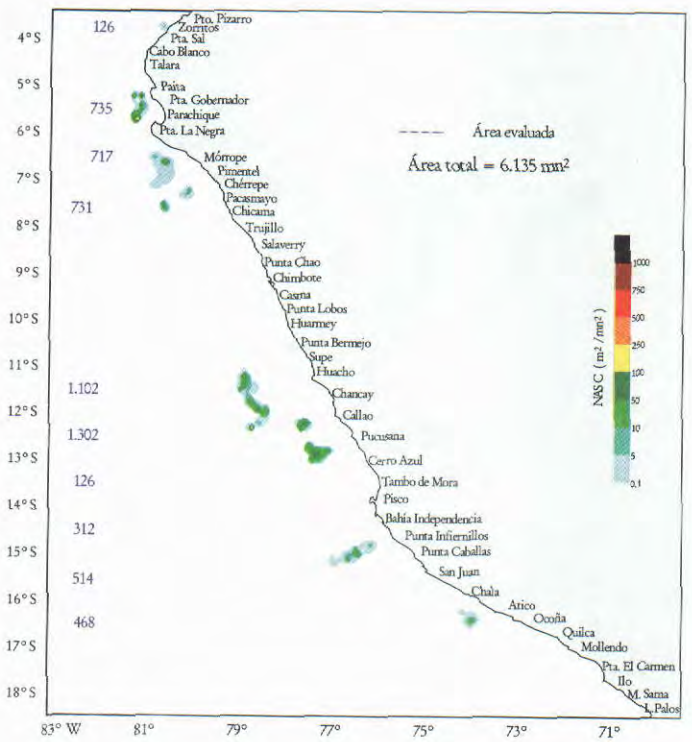 Pto. Pizarro
4°S
126
Zorritos
Pta. Sal
Cabo Blanco
Talara
5°S
Paita
Pta. Gobernador
735
Parachique
6°S
Pta. La Negra
Área evaluada
717
Mórrope
Área total = 6.135 mn²
7°S
Pimentel
Chérrepe
Pacasmayo
731
Chicama
8°S
Trujillo
Salaverry
9°S
Punta Chao
Chimbote
Casma
10°S
Punta Lobos
Huarmey
Punta Bermejo
11°S
Supe
Huacho
1.102
Chancay
12°S
Callao
1.302
Pucusana
13°S
Cerro Azul
126
Tambo de Mora
14°S
Pisco
Bahía Independencia
312
Punta Infiernillos
15°S
Punta Caballas
514
San Juan
16°S
Chala
Atico
468
Ocoña
Quilca
17°S
Mollendo
Pta. El Carmen
Ilo
18°S
M. Sama
L. Palos
NASC (m²/mn²)
1000
750
500
250
100
50
10
5
0.1
83° W
81°
79°
77°
75°
73°
71°